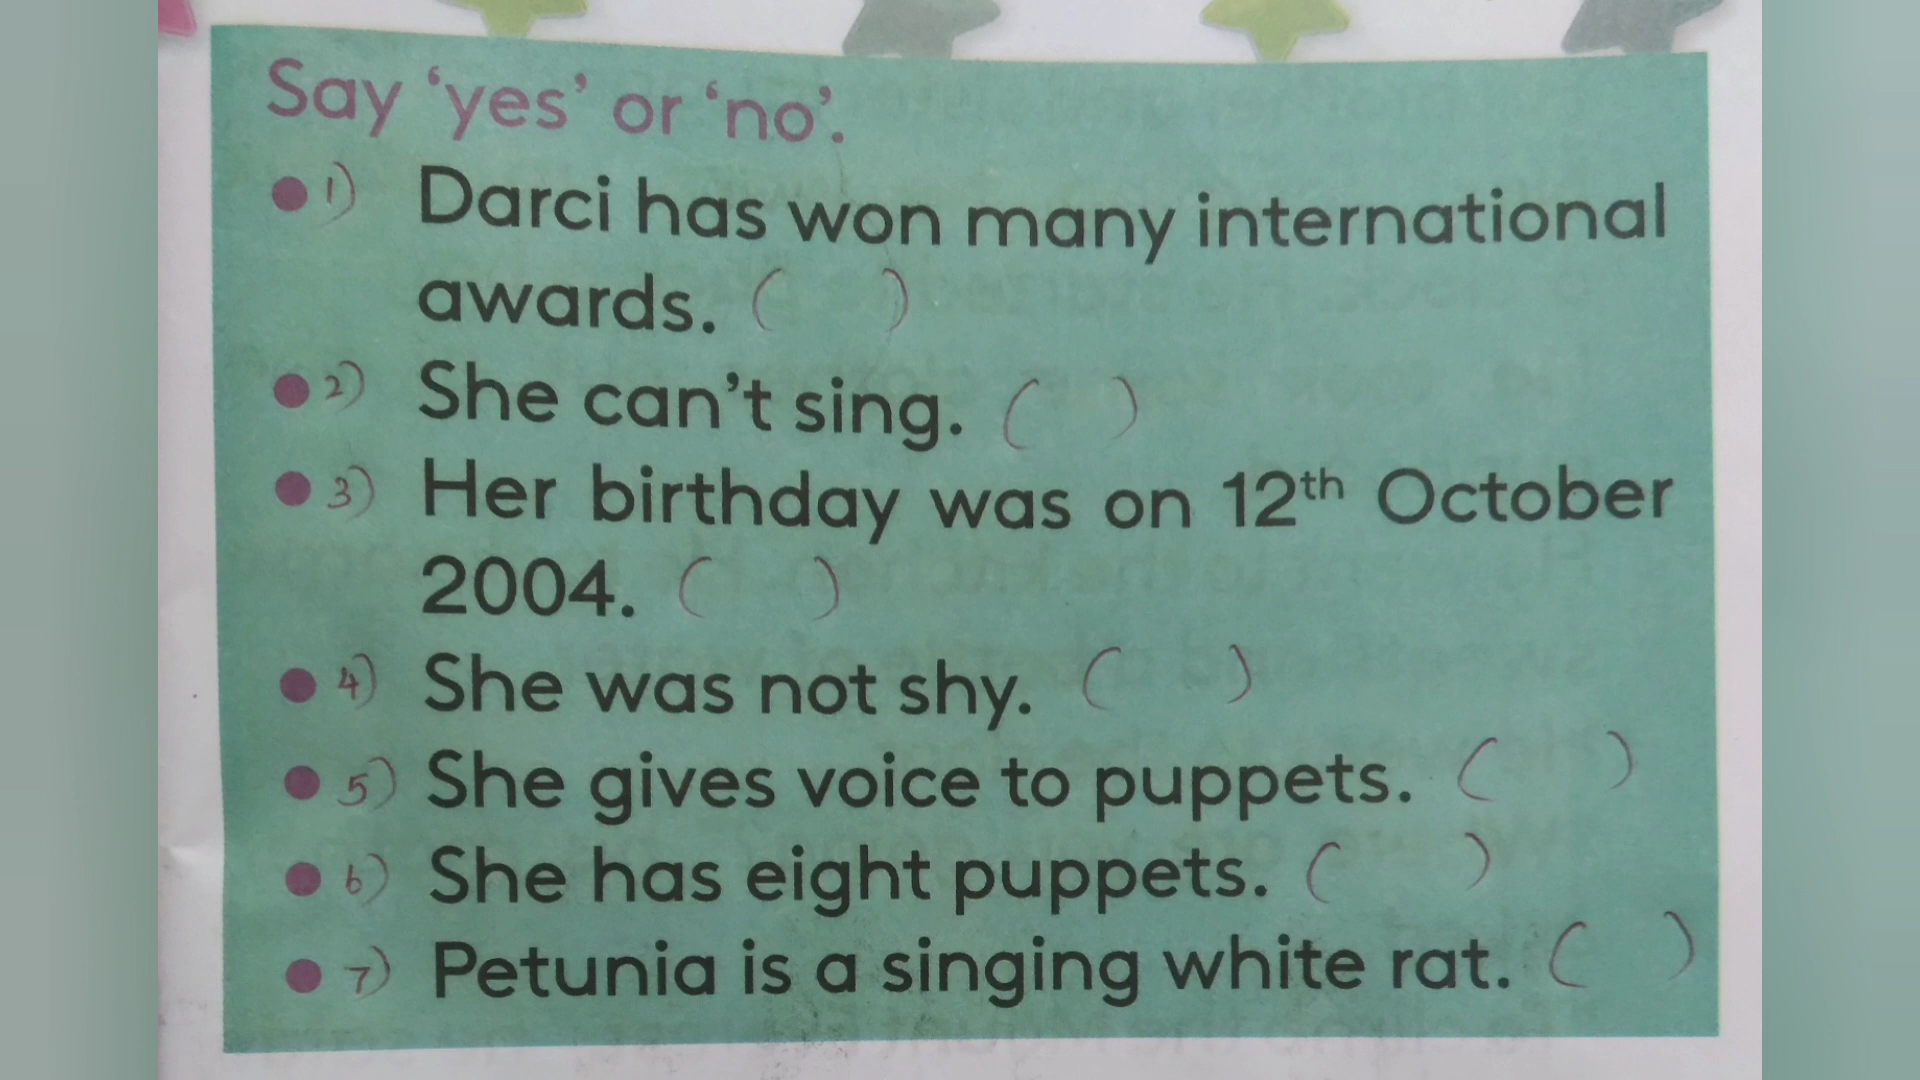 Say ‘yes’ or ‘no’.
1) Darci has won many international
awards. ( )
2) She can’t sing. ( )
3) Her birthday was on 12th October
2004. ( )
4) She was not shy. ( )
5) She gives voice to puppets. ( )
6) She has eight puppets. ( )
7) Petunia is a singing white rat. ( )